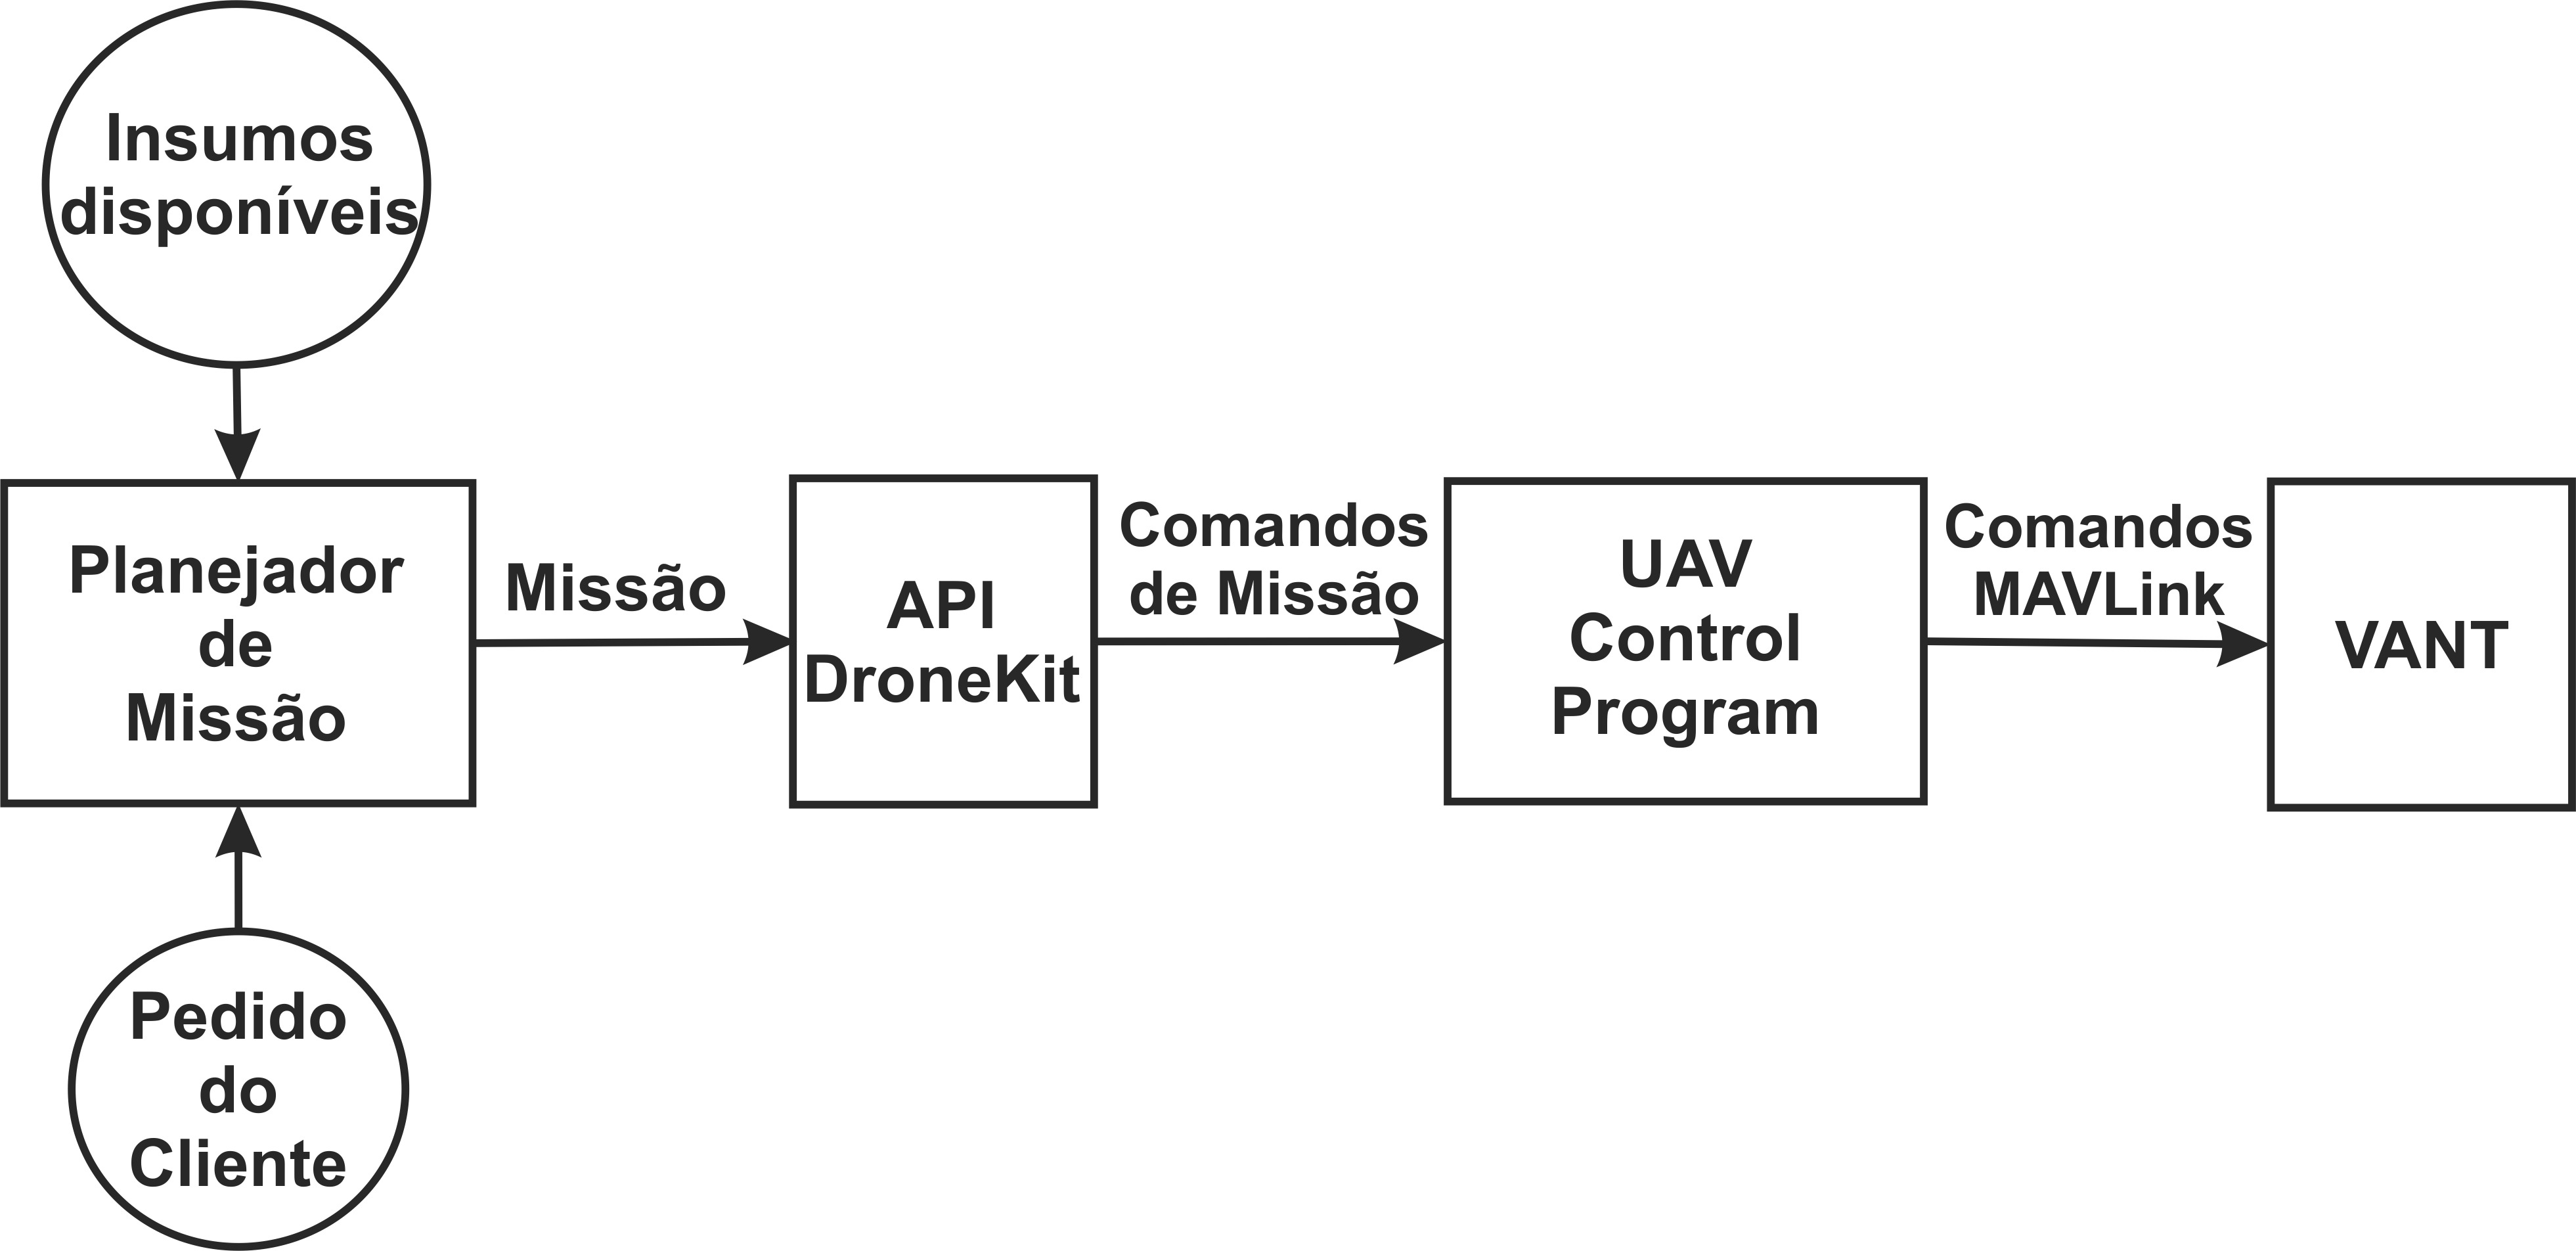 Insumos
disponíveis
Planejador
de
Missão
Missão
API
DroneKit
Comandos
de Missão
UAV
Control
Program
Comandos
MAVLink
VANT
Pedido
do
Cliente